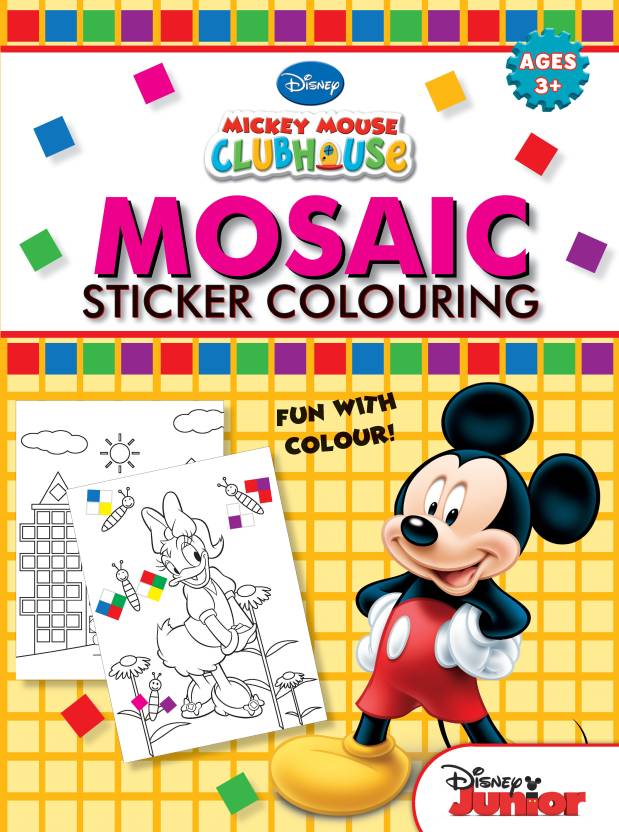 AGES
3+
Disney
MICKEY MOUSE
CLUBHOUSE
MOSAIC
STICKER COLOURING
FUN WITH
COLOUR!
Disney
Junior